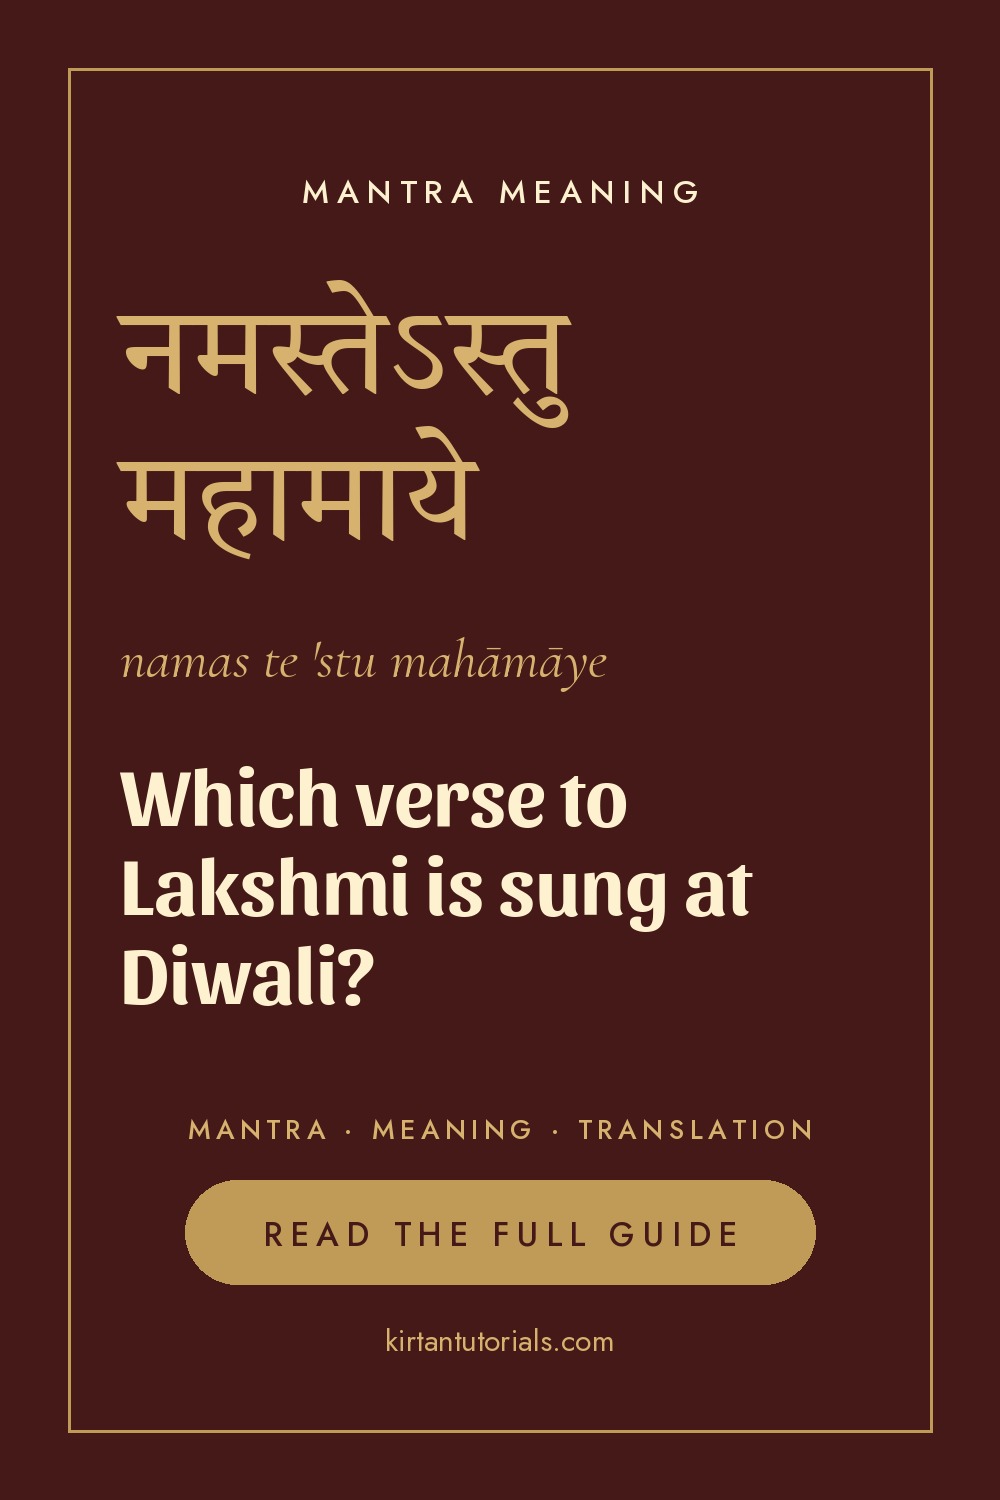 MANTRA MEANING
नमस्तेऽस्तु
महामाये
namas te 'stu mahāmāye
Which verse to
Lakshmi is sung at
Diwali?
MANTRA · MEANING · TRANSLATION
READ THE FULL GUIDE
kirtantutorials.com